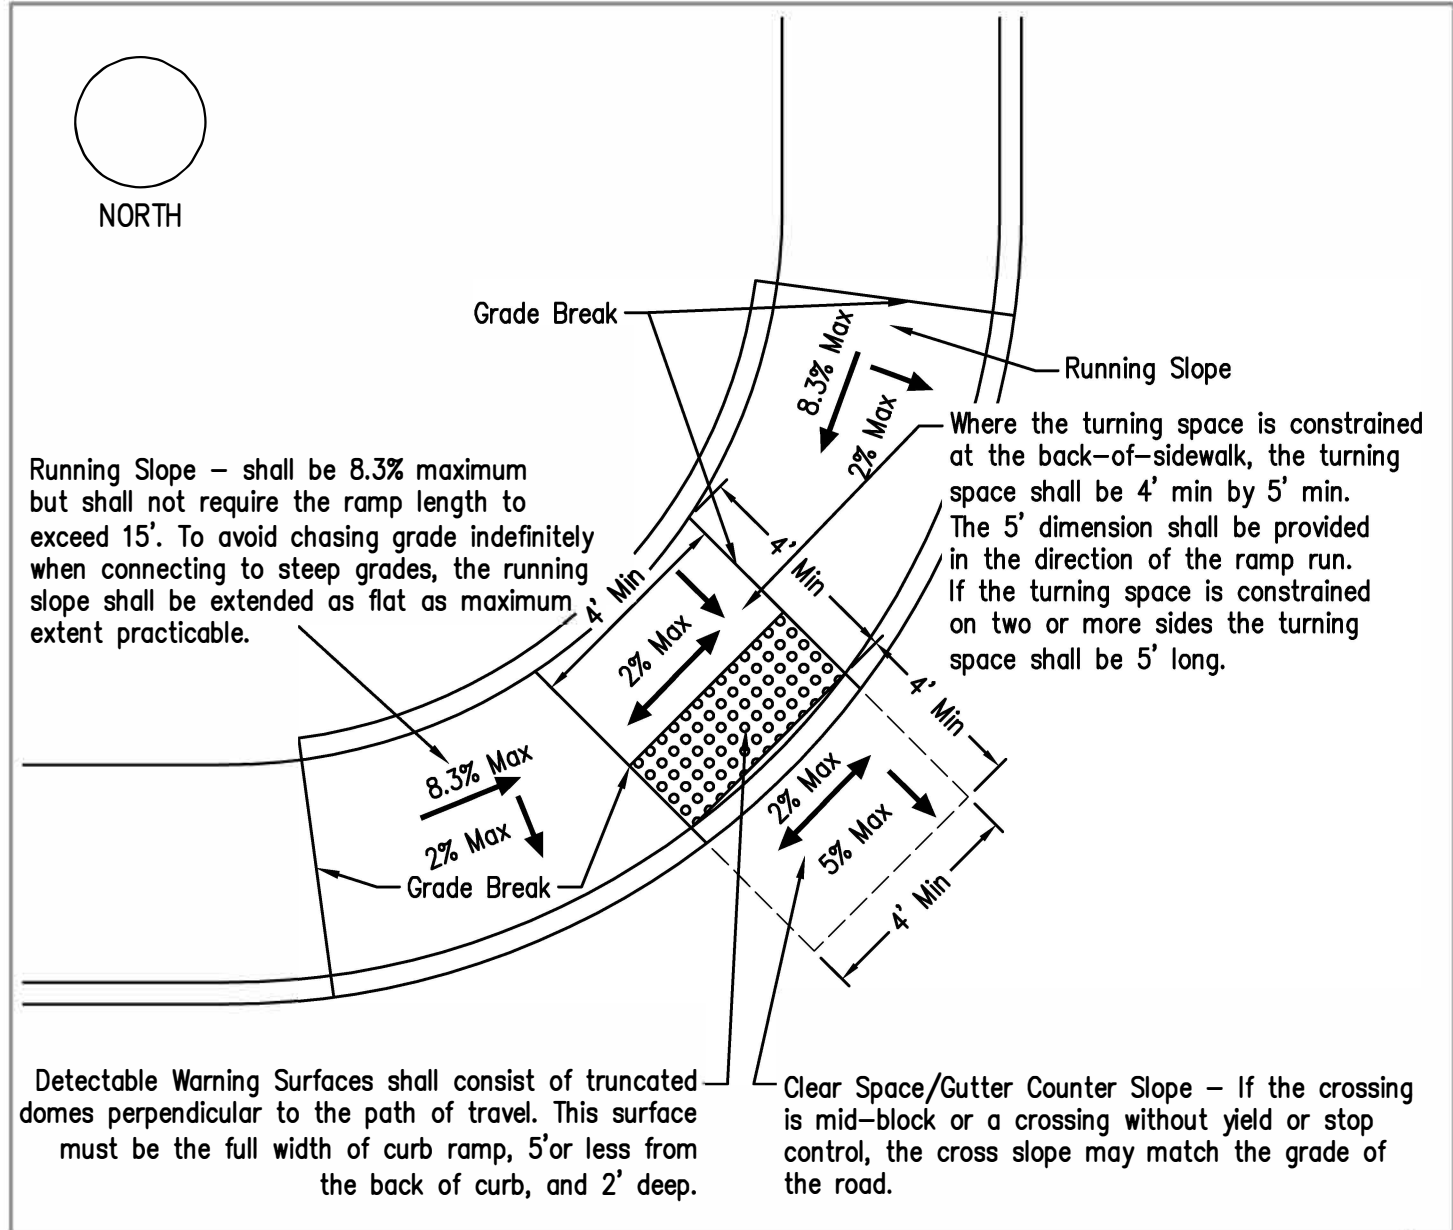 NORTH
Grade Break
8.3% Max
2% Max
Running Slope
Where the turning space is constrained
at the back-of-sidewalk, the turning
space shall be 4' min by 5' min.
The 5' dimension shall be provided
in the direction of the ramp run.
If the turning space is constrained
on two or more sides the turning
space shall be 5' long.
Running Slope – shall be 8.3% maximum
but shall not require the ramp length to
exceed 15'. To avoid chasing grade indefinitely
when connecting to steep grades, the running
slope shall be extended as flat as maximum
extent practicable.
4' Min
4' Min
2% Max
4' Min
8.3% Max
2% Max
Grade Break
2% Max
5% Max
4' Min
Detectable Warning Surfaces shall consist of truncated
domes perpendicular to the path of travel. This surface
must be the full width of curb ramp, 5'or less from
the back of curb, and 2' deep.
Clear Space/Gutter Counter Slope – If the crossing
is mid-block or a crossing without yield or stop
control, the cross slope may match the grade of
the road.